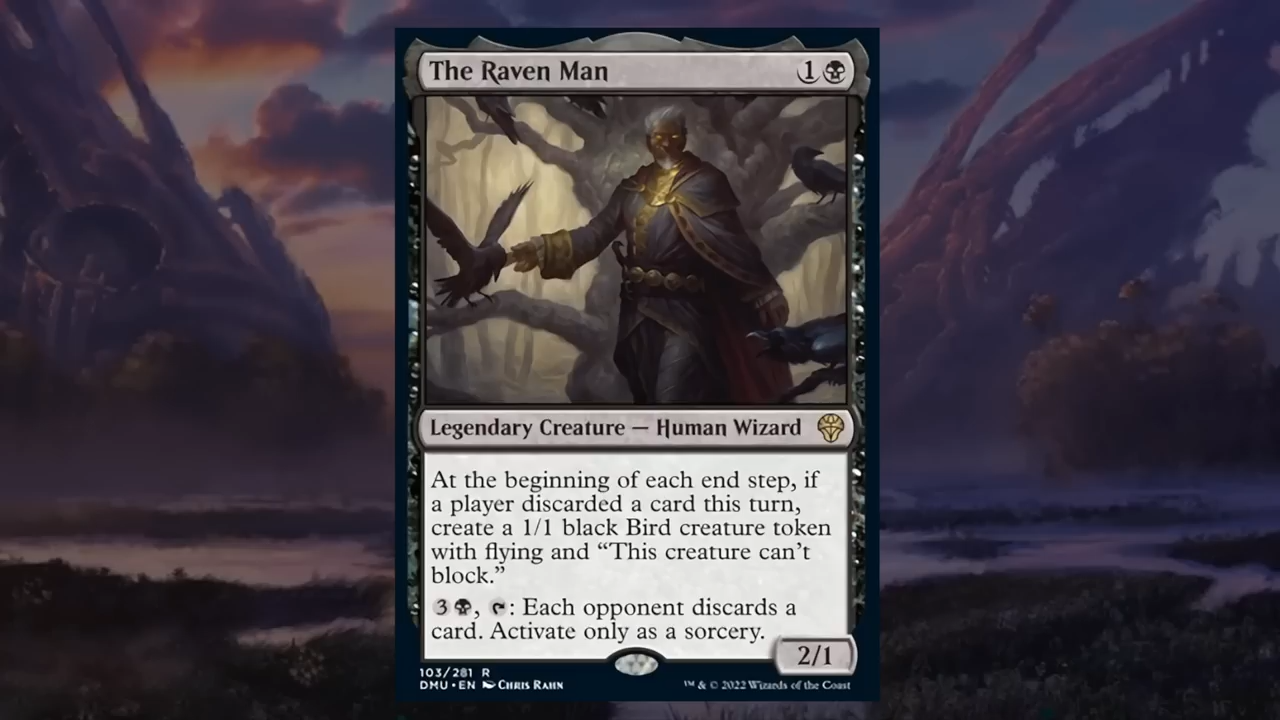 The Raven Man 1
Legendary Creature — Human Wizard
At the beginning of each end step, if
a player discarded a card this turn,
create a 1/1 black Bird creature token
with flying and “This creature can’t
block.”
3, : Each opponent discards a
card. Activate only as a sorcery.
2/1
103/281 R
DMU • EN Chris Rahn
™ & © 2022 Wizards of the Coast